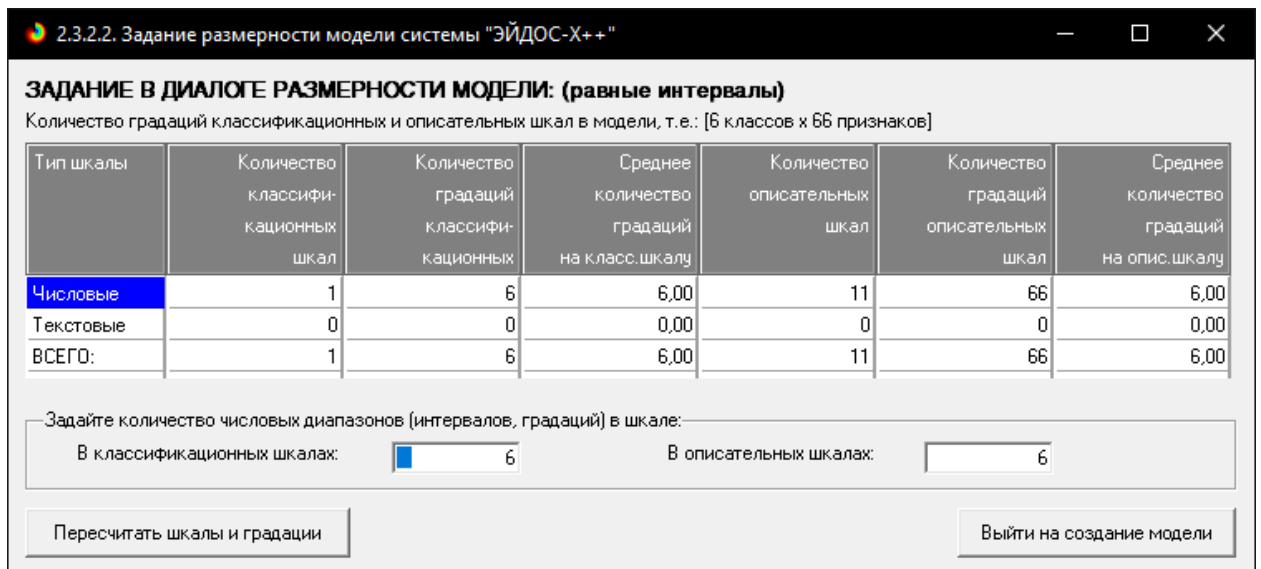 2.3.2.2. Задание размерности модели системы "ЭЙДОС-X++"
ЗАДАНИЕ В ДИАЛОГЕ РАЗМЕРНОСТИ МОДЕЛИ: (равные интервалы)
Количество градаций классификационных и описательных шкал в модели, т.е.: [6 классов x 66 признаков]
Тип шкалы Количество Количество Среднее Количество Количество Среднее
классифи- градаций количество описательных градаций количество
кационных классифи- градаций шкал описательных градаций
шкал кационных на класс.шкалу шкал на опис.шкалу
Числовые 1 6 6,00 11 66 6,00
Текстовые 0 0 0,00 0 0 0,00
ВСЕГО: 1 6 6,00 11 66 6,00
Задайте количество числовых диапазонов (интервалов, градаций) в шкале:
В классификационных шкалах: 6 В описательных шкалах: 6
Пересчитать шкалы и градации Выйти на создание модели